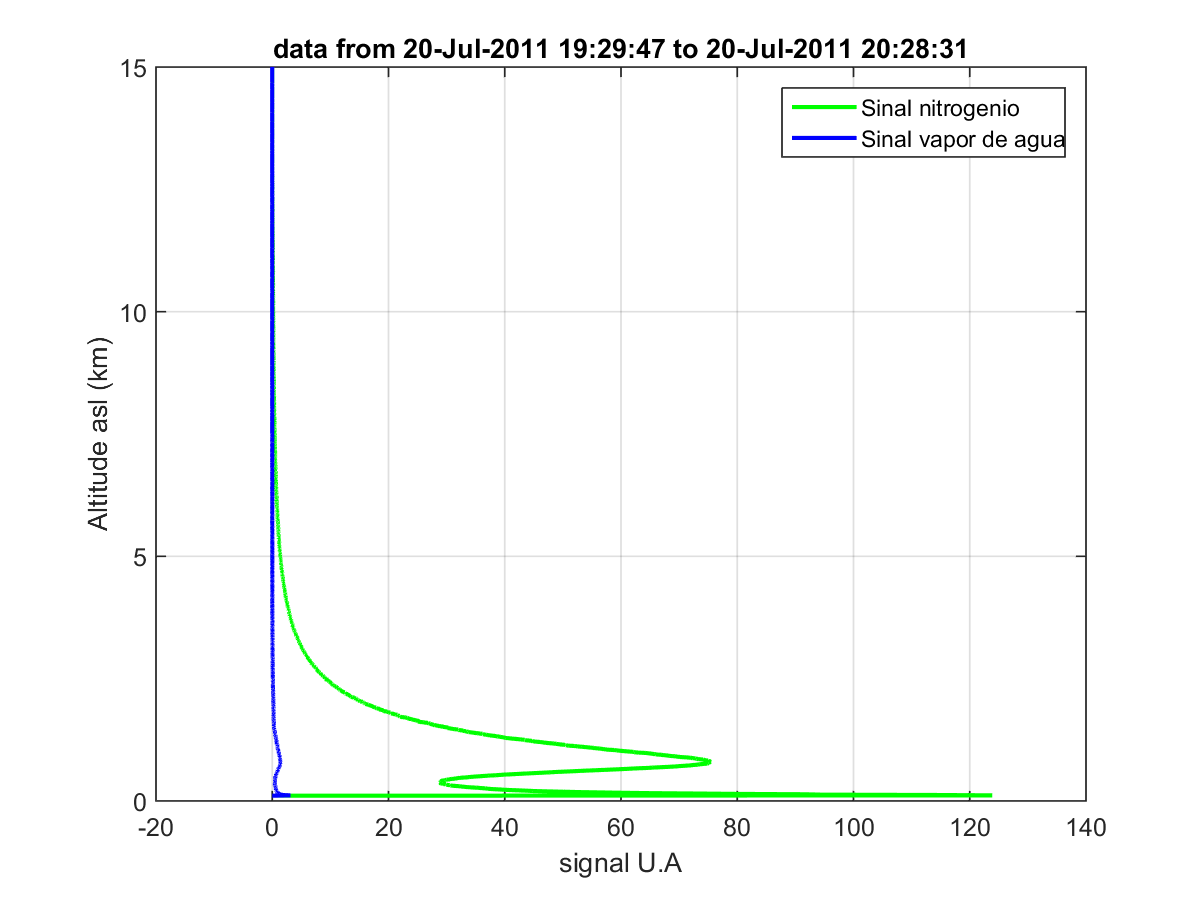 data from 20-Jul-2011 19:29:47 to 20-Jul-2011 20:28:31
Sinal nitrogenio
Sinal vapor de agua
Altitude asl (km)
15
10
5
0
-20 0 20 40 60 80 100 120 140
signal U.A